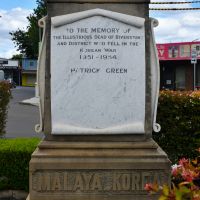 TO THE MEMORY OF
THE ILLUSTRIOUS DEAD OF RIVERSTON
AND DISTRICT WHO FELL IN THE
KOREAN WAR
1951-1954
PATRICK GREEN
MALAYA KOREA